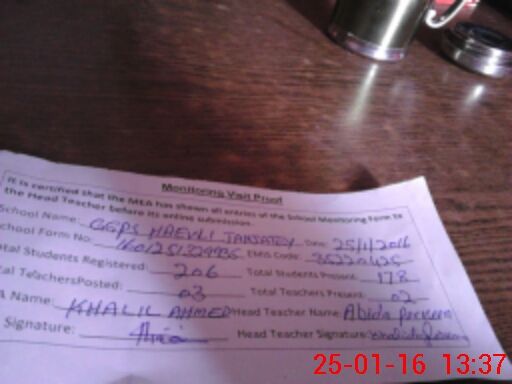 Monitoring Visit Proof
It is certified that the MEA has shown all entries of the School Monitoring Form to
the Head Teacher before its online submission.
School Name: GGPS HAEVLI Date: 25/1/2016
School Form No: EMIS Code:
Total Students Registered: 206 Total Students Present: 178
Total Teachers Posted: 03 Total Teachers Present: 02
Name: KHALIL AHMED Head Teacher Name Abida Parveen
Signature: Head Teacher Signature:
25-01-16 13:37